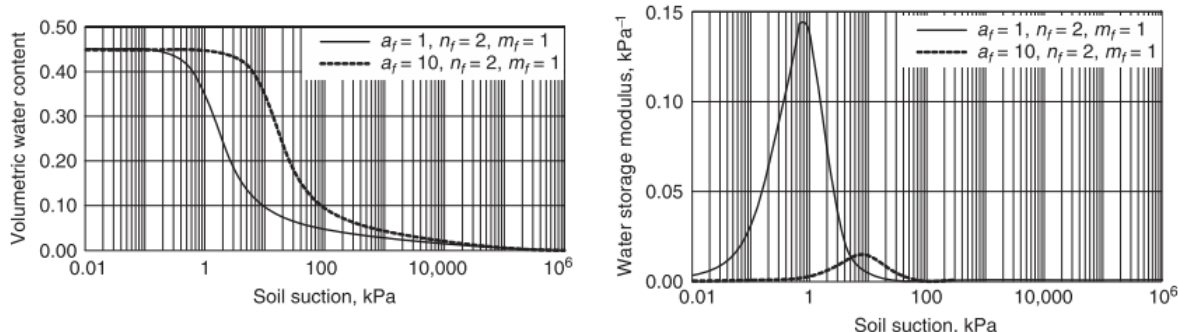 0.50
0.40
0.30
0.20
0.10
0.00
Volumetric water content
a_f = 1, n_f = 2, m_f = 1
a_f = 10, n_f = 2, m_f = 1
0.01 1 100 10,000 10⁶
Soil suction, kPa
0.15
0.10
0.05
0.00
Water storage modulus, kPa⁻¹
a_f = 1, n_f = 2, m_f = 1
a_f = 10, n_f = 2, m_f = 1
0.01 1 100 10,000 10⁶
Soil suction, kPa